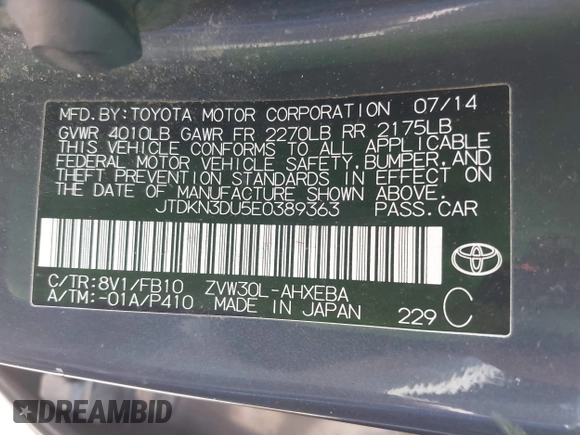 MFD.BY:TOYOTA MOTOR CORPORATION 07/14
GVWR 4010LB GAWR FR 2270LB RR 2175LB
THIS VEHICLE CONFORMS TO ALL APPLICABLE
FEDERAL MOTOR VEHICLE SAFETY,BUMPER,AND
THEFT PREVENTION STANDARDS IN EFFECT ON
THE DATE OF MANUFACTURE SHOWN ABOVE.
JTDKN3DU5E0389363 PASS.CAR
C/TR:8V1/FB10 ZVW30L-AHXEBA
A/TM:-01A/P410 MADE IN JAPAN 229 C
DREAMBID